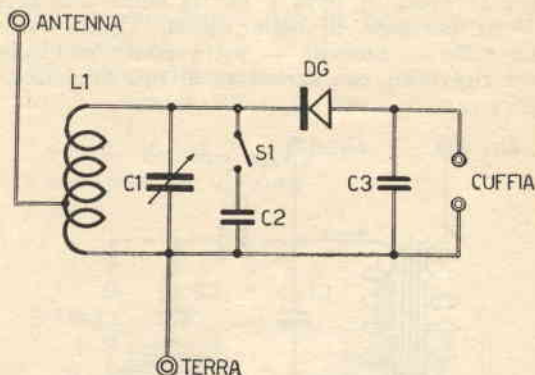 ANTENNA
L1
DG
S1
C1
C2
C3
CUFFIA
TERRA